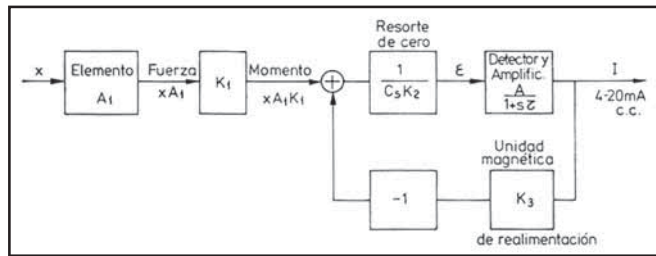 Resorte
de cero
x
Elemento
A1
Fuerza
xA1
K1
Momento
xA1K1
+
1
CsK2
ε
Detector y
Amplific.
A
1+sτ
I
4-20mA
c.c.
Unidad
magnética
-1
K3
de realimentación